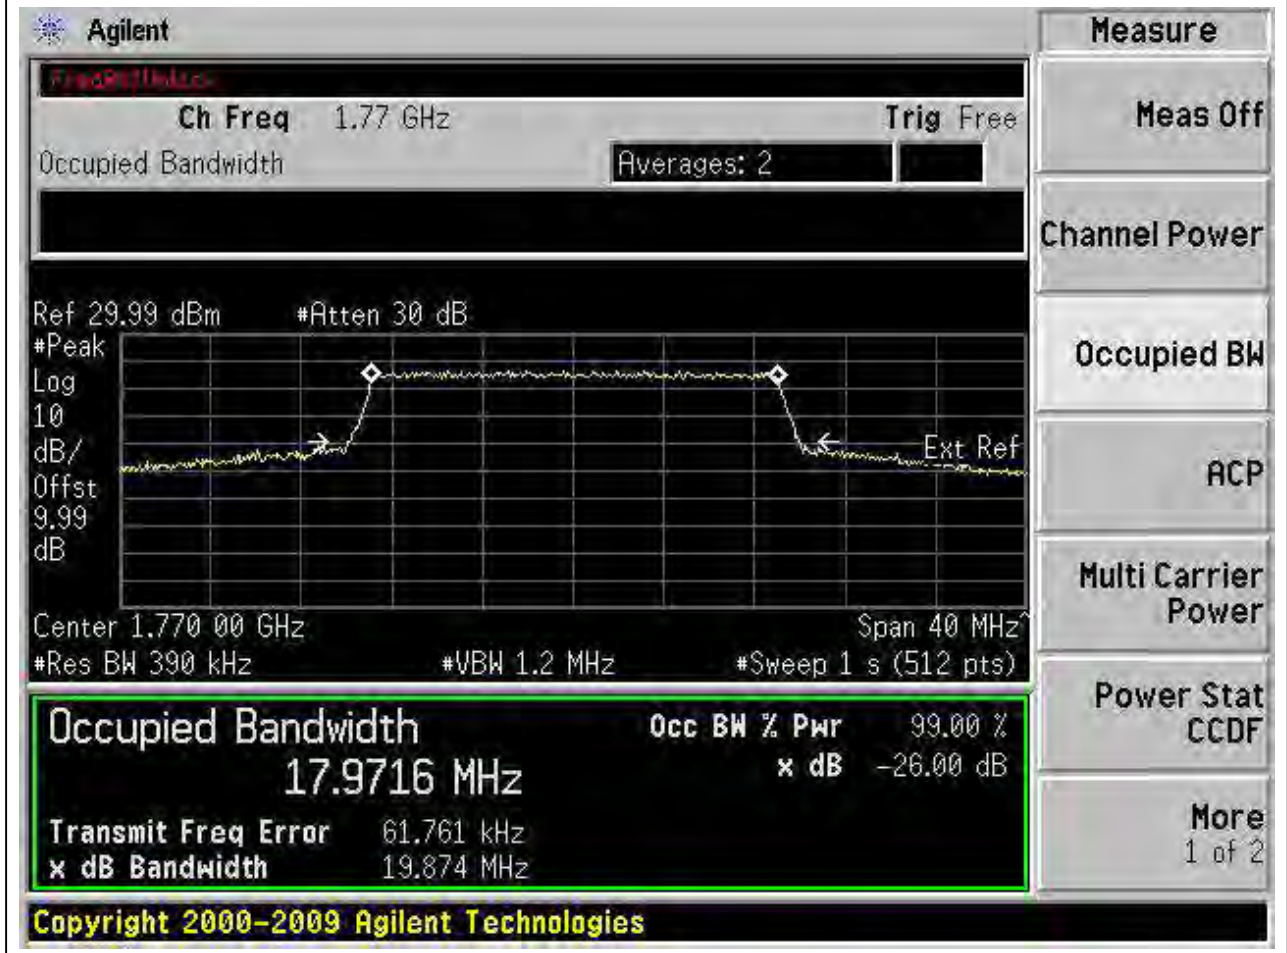 Agilent
Measure
Ch Freq 1.77 GHz Trig Free
Meas Off
Occupied Bandwidth Averages: 2
Channel Power
Ref 29.99 dBm #Atten 30 dB
#Peak
Log
10
dB/
Offst
9.99
dB
Ext Ref
Occupied BW
ACP
Center 1.770 00 GHz Span 40 MHz^
#Res BW 390 kHz #VBW 1.2 MHz #Sweep 1 s (512 pts)
Multi Carrier
Power
Occupied Bandwidth Occ BW % Pwr 99.00 %
17.9716 MHz x dB -26.00 dB
Transmit Freq Error 61.761 kHz
x dB Bandwidth 19.874 MHz
Power Stat
CCDF
More
1 of 2
Copyright 2000-2009 Agilent Technologies